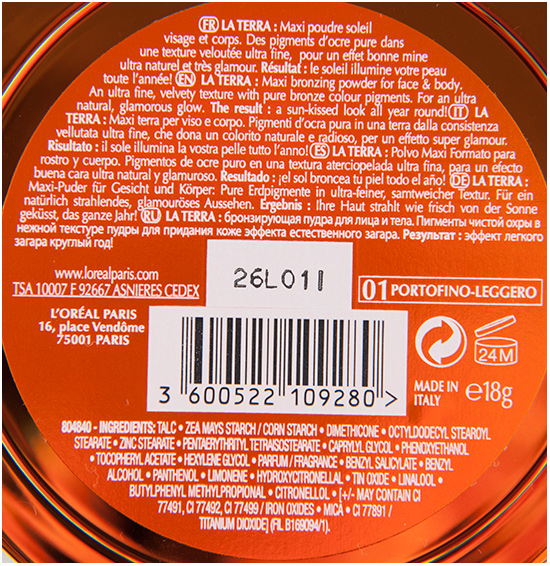 FR LA TERRA : Maxi poudre soleil
visage et corps. Des pigments d'ocre pure dans
une texture veloutée ultra fine, pour un effet bonne mine
ultra naturel et très glamour. Résultat : le soleil illumine votre peau
toute l'année! EN LA TERRA : Maxi bronzing powder for face & body.
An ultra fine, velvety texture with pure bronze colour pigments. For an ultra
natural, glamorous glow. The result : a sun-kissed look all year round! IT LA
TERRA : Maxi terra per viso e corpo. Pigmenti d'ocra pura in una terra dalla consistenza
vellutata ultra fine, che dona un colorito naturale e radioso, per un effetto super glamour.
Risultato : il sole illumina la vostra pelle tutto l'anno! ES LA TERRA : Polvo Maxi Formato para
rostro y cuerpo. Pigmentos de ocre puro en una textura aterciopelada ultra fina, para un efecto
buena cara ultra natural y glamuroso. Resultado : ¡el sol broncea tu piel todo el año! DE LA TERRA :
Maxi-Puder für Gesicht und Körper: Pure Erdpigmente in ultra-feiner, samtweicher Textur. Für ein
natürlich strahlendes, glamouröses Aussehen. Ergebnis : Ihre Haut strahlt wie frisch von der Sonne
geküsst, das ganze Jahr! RU LA TERRA : бронзирующая пудра для лица и тела. Пигменты чистой охры в
нежной текстуре пудры для придания коже эффекта естественного загара. Результат : эффект легкого
загара круглый год!
www.lorealparis.com
TSA 10007 F 92667 ASNIERES CEDEX
26L01I
01 PORTOFINO-LEGGERO
L'ORÉAL PARIS
16, place Vendôme
75001 PARIS
24M
MADE IN
ITALY
e18g
3 600522 109280 >
804840 - INGREDIENTS: TALC • ZEA MAYS STARCH / CORN STARCH • DIMETHICONE • OCTYLDODECYL STEAROYL
STEARATE • ZINC STEARATE • PENTAERYTHRITYL TETRAISOSTEARATE • CAPRYLYL GLYCOL • PHENOXYETHANOL
• TOCOPHERYL ACETATE • HEXYLENE GLYCOL • PARFUM / FRAGRANCE • BENZYL SALICYLATE • BENZYL
ALCOHOL • PANTHENOL • LIMONENE • HYDROXYCITRONELLAL • TIN OXIDE • LINALOOL •
BUTYLPHENYL METHYLPROPIONAL • CITRONELLOL • [+/- MAY CONTAIN CI
77491, CI 77492, CI 77499 / IRON OXIDES • MICA • CI 77891 /
TITANIUM DIOXIDE] (FIL B169094/1).